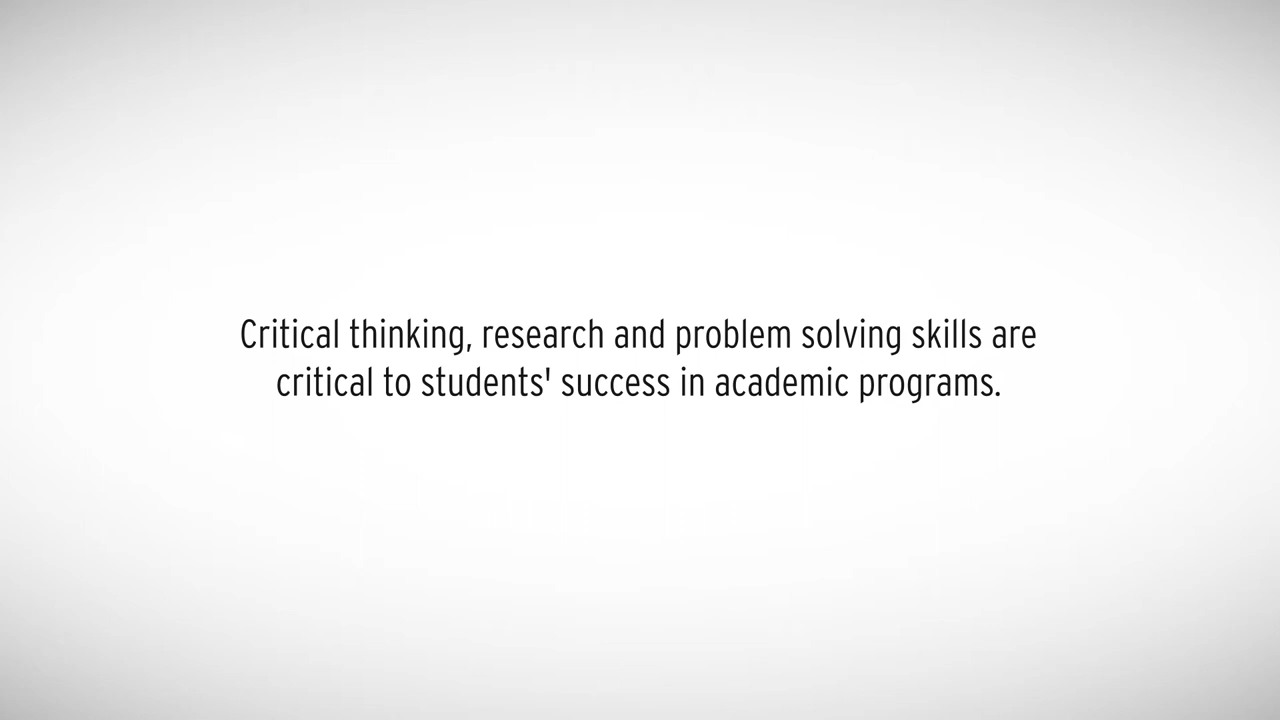 Critical thinking, research and problem solving skills are
critical to students' success in academic programs.